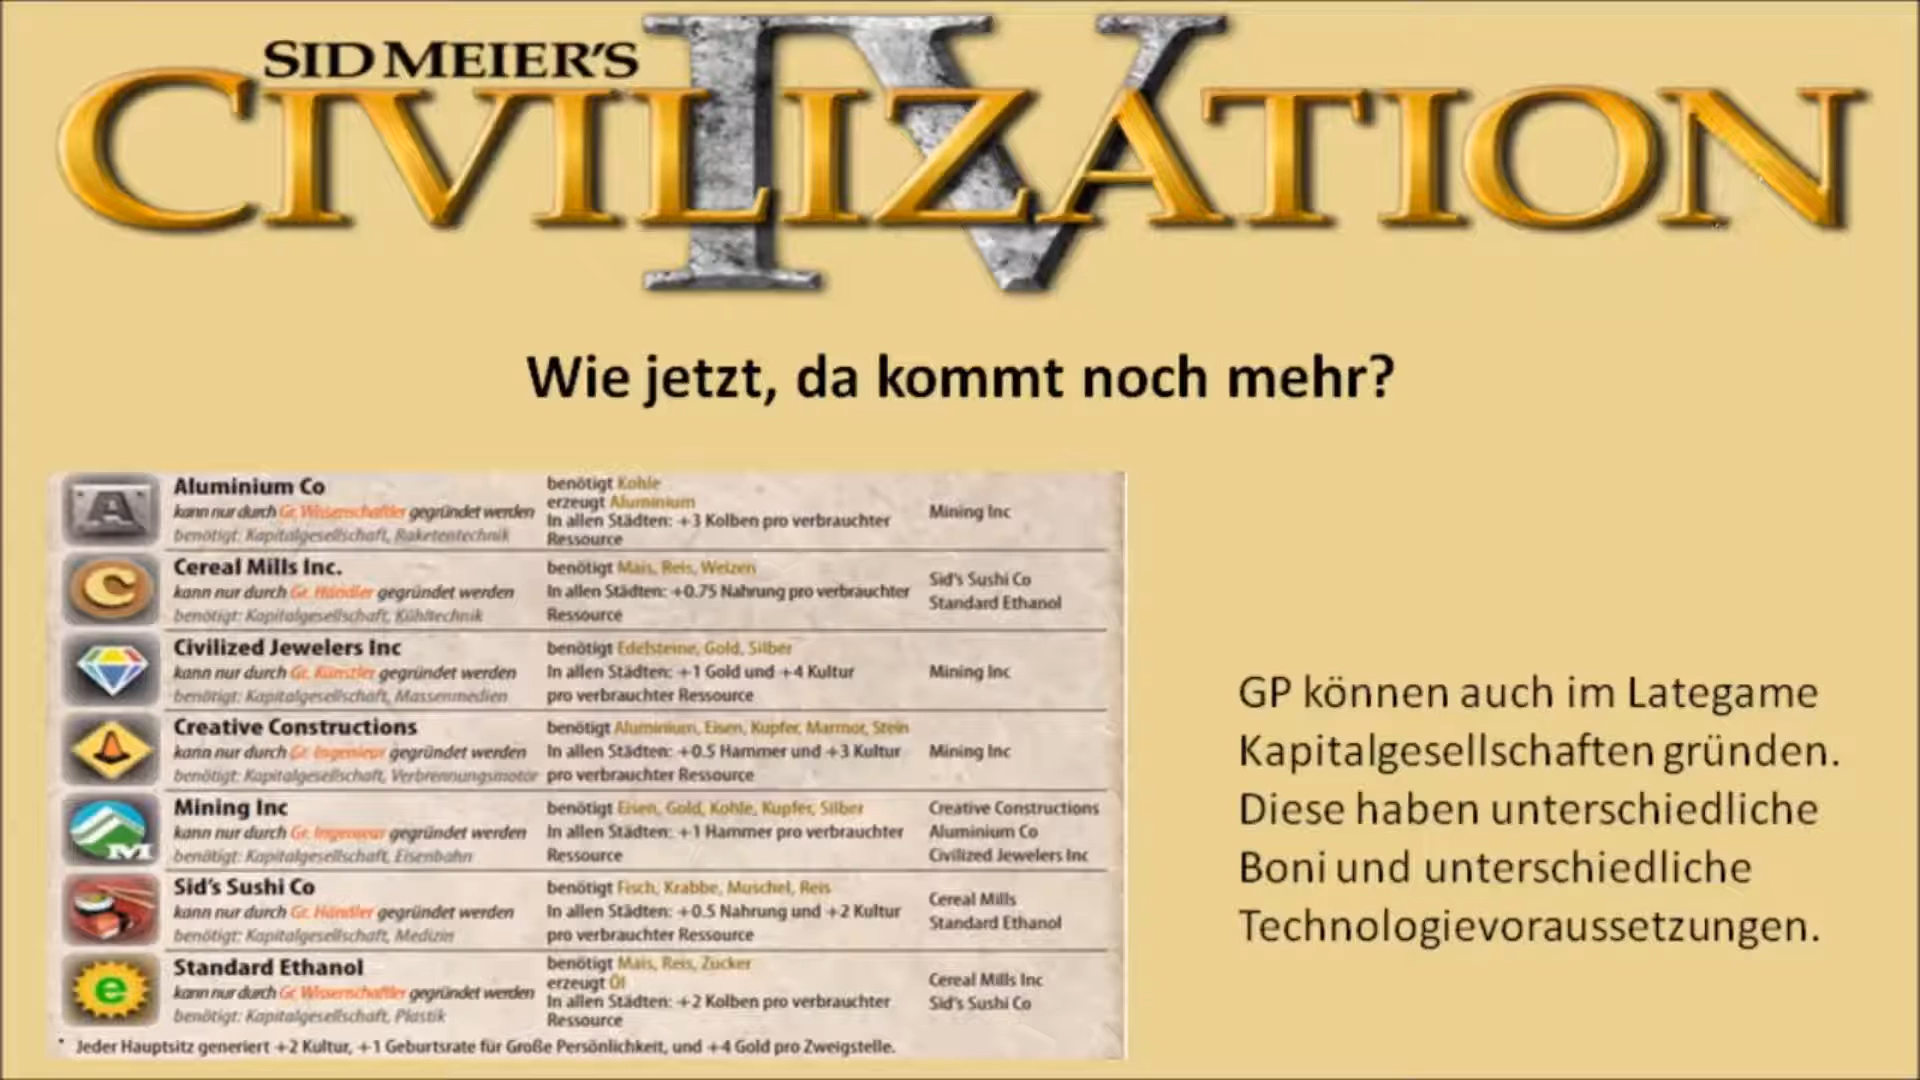 SID MEIER'S
CIVILIZATION
IV
Wie jetzt, da kommt noch mehr?
Aluminium Co
kann nur durch Gr. Wissenschaftler gegründet werden
benötigt: Kapitalgesellschaft, Raketentechnik
benötigt Kohle
erzeugt Aluminium
In allen Städten: +3 Kolben pro verbrauchter
Ressource
Mining Inc
Cereal Mills Inc.
kann nur durch Gr. Händler gegründet werden
benötigt: Kapitalgesellschaft, Kühltechnik
benötigt Mais, Reis, Weizen
In allen Städten: +0.75 Nahrung pro verbrauchter
Ressource
Sid's Sushi Co
Standard Ethanol
Civilized Jewelers Inc
kann nur durch Gr. Künstler gegründet werden
benötigt: Kapitalgesellschaft, Massenmedien
benötigt Edelsteine, Gold, Silber
In allen Städten: +1 Gold und +4 Kultur
pro verbrauchter Ressource
Mining Inc
Creative Constructions
kann nur durch Gr. Ingenieur gegründet werden
benötigt: Kapitalgesellschaft, Verbrennungsmotor
benötigt Aluminium, Eisen, Kupfer, Marmor, Stein
In allen Städten: +0.5 Hammer und +3 Kultur
pro verbrauchter Ressource
Mining Inc
Mining Inc
kann nur durch Gr. Ingenieur gegründet werden
benötigt: Kapitalgesellschaft, Eisenbahn
benötigt Eisen, Gold, Kohle, Kupfer, Silber
In allen Städten: +1 Hammer pro verbrauchter
Ressource
Creative Constructions
Aluminium Co
Civilized Jewelers Inc
Sid's Sushi Co
kann nur durch Gr. Händler gegründet werden
benötigt: Kapitalgesellschaft, Medizin
benötigt Fisch, Krabbe, Muschel, Reis
In allen Städten: +0.5 Nahrung und +2 Kultur
pro verbrauchter Ressource
Cereal Mills
Standard Ethanol
Standard Ethanol
kann nur durch Gr. Wissenschaftler gegründet werden
benötigt: Kapitalgesellschaft, Plastik
benötigt Mais, Reis, Zucker
erzeugt Öl
In allen Städten: +2 Kolben pro verbrauchter
Ressource
Cereal Mills Inc
Sid's Sushi Co
* Jeder Hauptsitz generiert +2 Kultur, +1 Geburtsrate für Große Persönlichkeit, und +4 Gold pro Zweigstelle.
GP können auch im Lategame
Kapitalgesellschaften gründen.
Diese haben unterschiedliche
Boni und unterschiedliche
Technologievoraussetzungen.